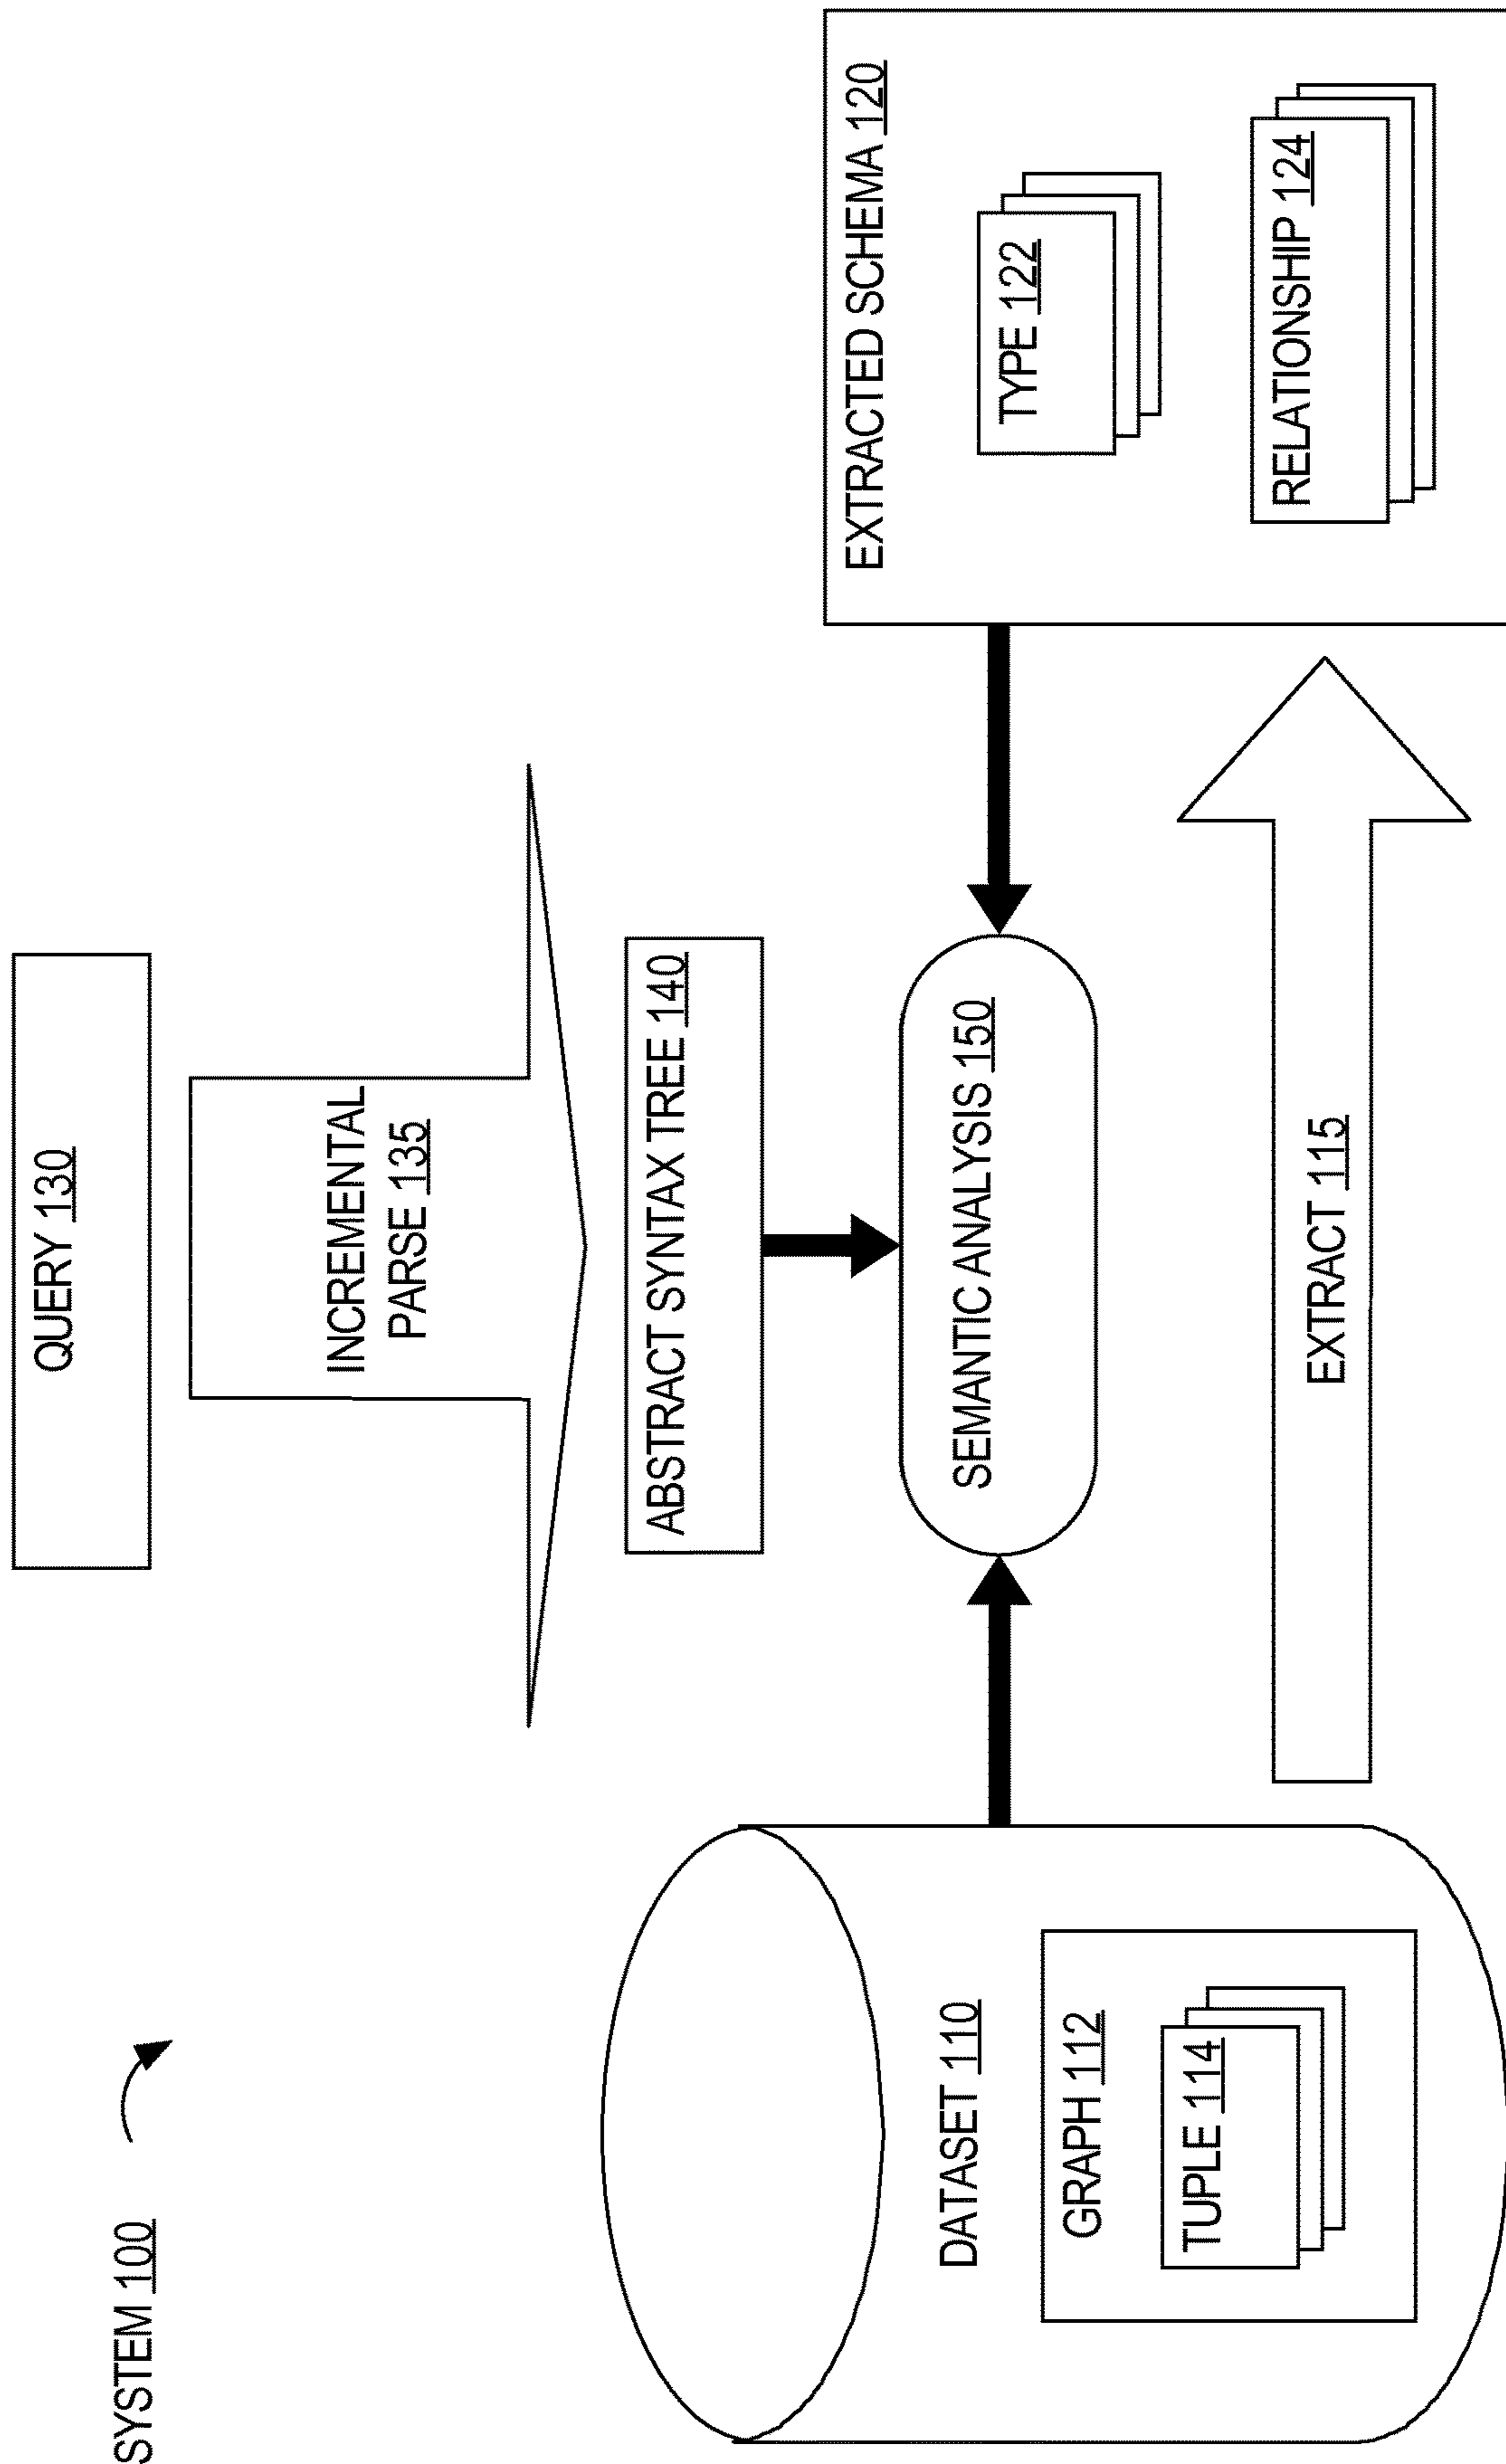 SYSTEM 100
QUERY 130
INCREMENTAL
PARSE 135
ABSTRACT SYNTAX TREE 140
SEMANTIC ANALYSIS 150
DATASET 110
GRAPH 112
TUPLE 114
EXTRACT 115
EXTRACTED SCHEMA 120
TYPE 122
RELATIONSHIP 124